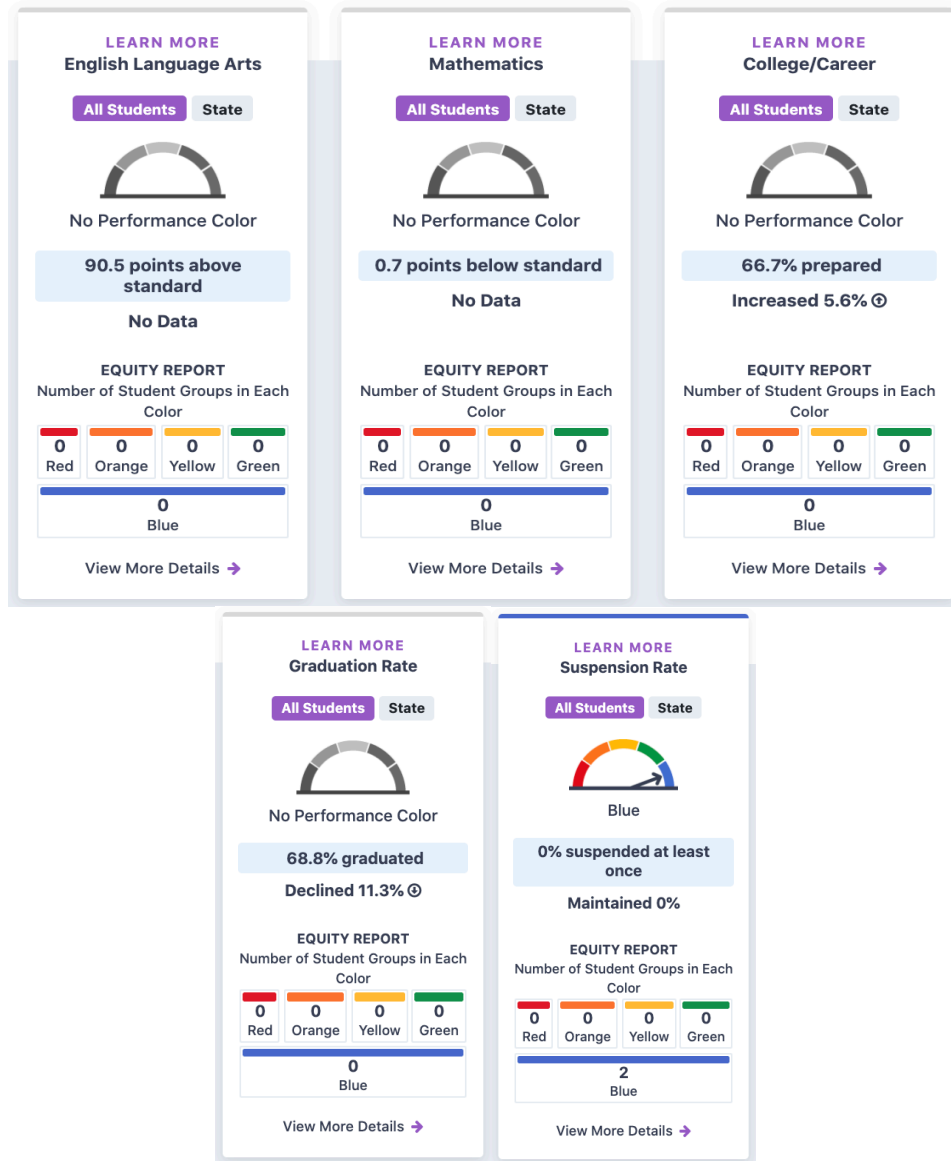 LEARN MORE
English Language Arts
All Students State
No Performance Color
90.5 points above
standard
No Data
EQUITY REPORT
Number of Student Groups in Each
Color
0 0 0 0
Red Orange Yellow Green
0
Blue
View More Details
LEARN MORE
Mathematics
All Students State
No Performance Color
0.7 points below standard
No Data
EQUITY REPORT
Number of Student Groups in Each
Color
0 0 0 0
Red Orange Yellow Green
0
Blue
View More Details
LEARN MORE
College/Career
All Students State
No Performance Color
66.7% prepared
Increased 5.6%
EQUITY REPORT
Number of Student Groups in Each
Color
0 0 0 0
Red Orange Yellow Green
0
Blue
View More Details
LEARN MORE
Graduation Rate
All Students State
No Performance Color
68.8% graduated
Declined 11.3%
EQUITY REPORT
Number of Student Groups in Each
Color
0 0 0 0
Red Orange Yellow Green
0
Blue
View More Details
LEARN MORE
Suspension Rate
All Students State
Blue
0% suspended at least
once
Maintained 0%
EQUITY REPORT
Number of Student Groups in Each
Color
0 0 0 0
Red Orange Yellow Green
2
Blue
View More Details